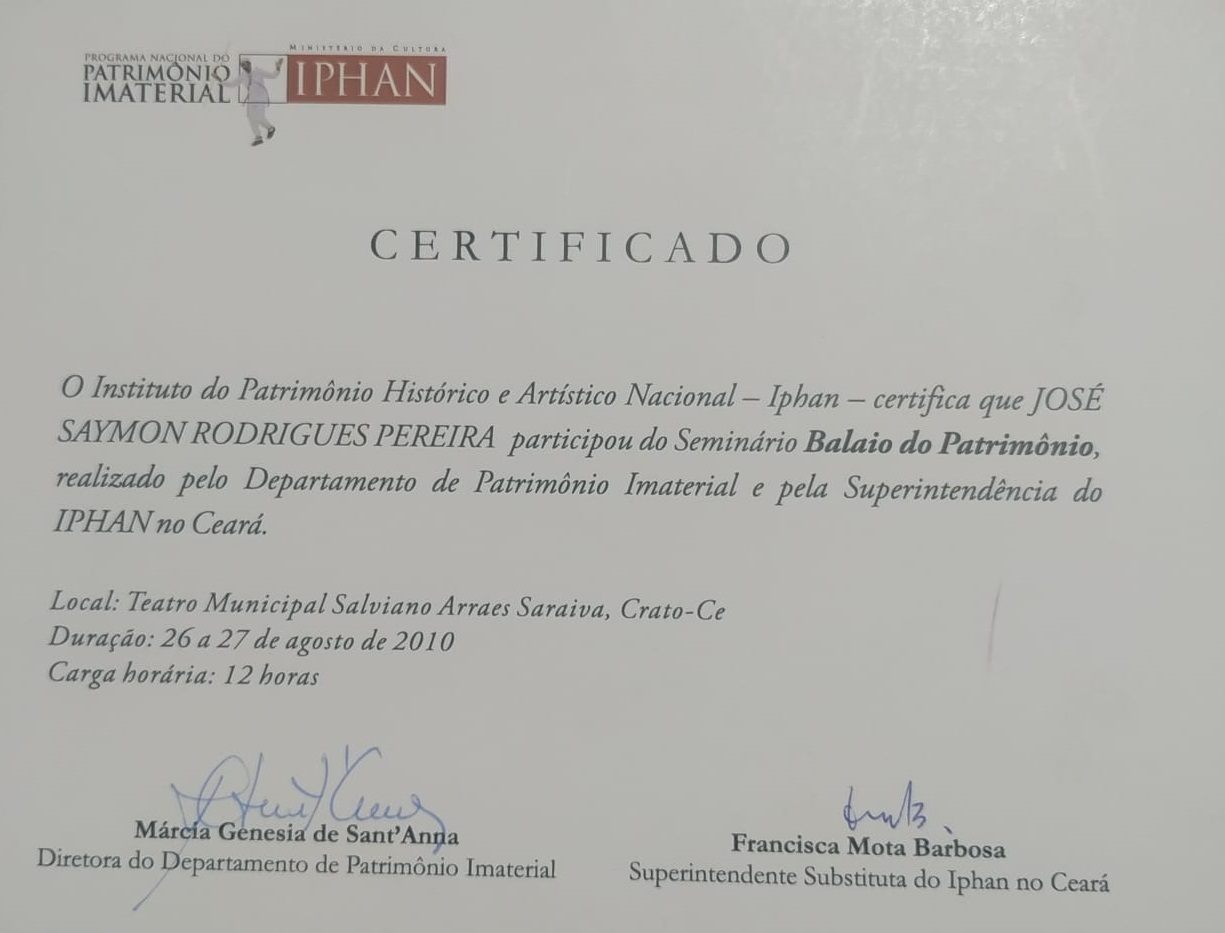 MINISTÉRIO DA CULTURA
PROGRAMA NACIONAL DO
PATRIMÔNIO
IMATERIAL
IPHAN
CERTIFICADO
O Instituto do Patrimônio Histórico e Artístico Nacional – Iphan – certifica que JOSÉ
SAYMON RODRIGUES PEREIRA participou do Seminário Balaio do Patrimônio,
realizado pelo Departamento de Patrimônio Imaterial e pela Superintendência do
IPHAN no Ceará.
Local: Teatro Municipal Salviano Arraes Saraiva, Crato-Ce
Duração: 26 a 27 de agosto de 2010
Carga horária: 12 horas
Márcia Genesia de Sant'Anna
Diretora do Departamento de Patrimônio Imaterial
Francisca Mota Barbosa
Superintendente Substituta do Iphan no Ceará